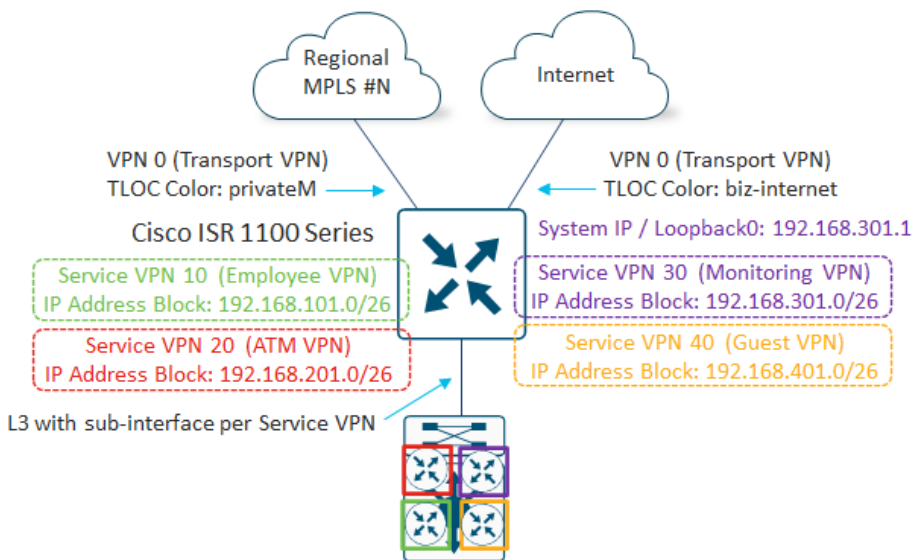 Regional
MPLS #N
Internet
VPN 0 (Transport VPN)
TLOC Color: privateM
VPN 0 (Transport VPN)
TLOC Color: biz-internet
Cisco ISR 1100 Series
System IP / Loopback0: 192.168.301.1
Service VPN 10 (Employee VPN)
IP Address Block: 192.168.101.0/26
Service VPN 30 (Monitoring VPN)
IP Address Block: 192.168.301.0/26
Service VPN 20 (ATM VPN)
IP Address Block: 192.168.201.0/26
Service VPN 40 (Guest VPN)
IP Address Block: 192.168.401.0/26
L3 with sub-interface per Service VPN